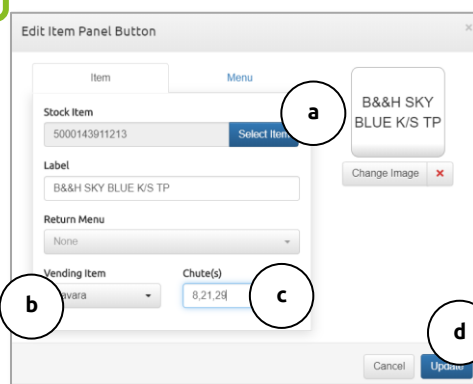 Edit Item Panel Button
×
Item
Menu
Stock Item
5000143911213
Select Item
a
B&&H SKY
BLUE K/S TP
Label
B&&H SKY BLUE K/S TP
Change Image
×
Return Menu
None
Vending Item
Chute(s)
b
avara
8,21,29
c
d
Cancel
Update